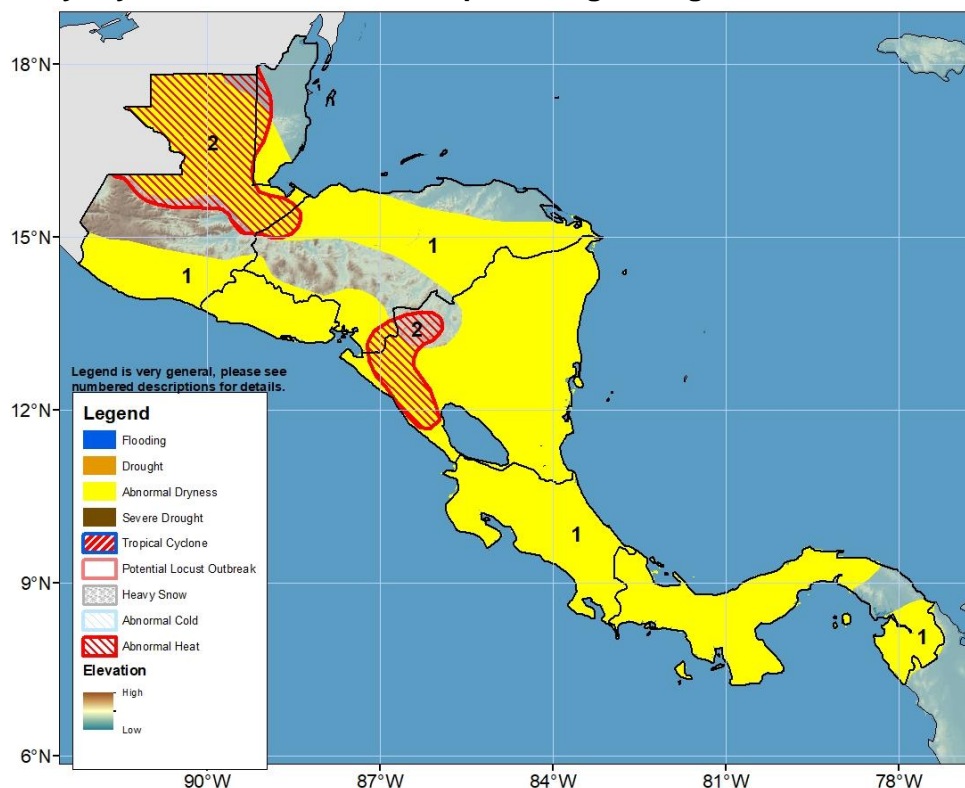 18°N
15°N
12°N
9°N
6°N
2
1
1
2
1
1
Legend is very general, please see
numbered descriptions for details.
Legend
Flooding
Drought
Abnormal Dryness
Severe Drought
Tropical Cyclone
Potential Locust Outbreak
Heavy Snow
Abnormal Cold
Abnormal Heat
Elevation
High
Low
90°W 87°W 84°W 81°W 78°W